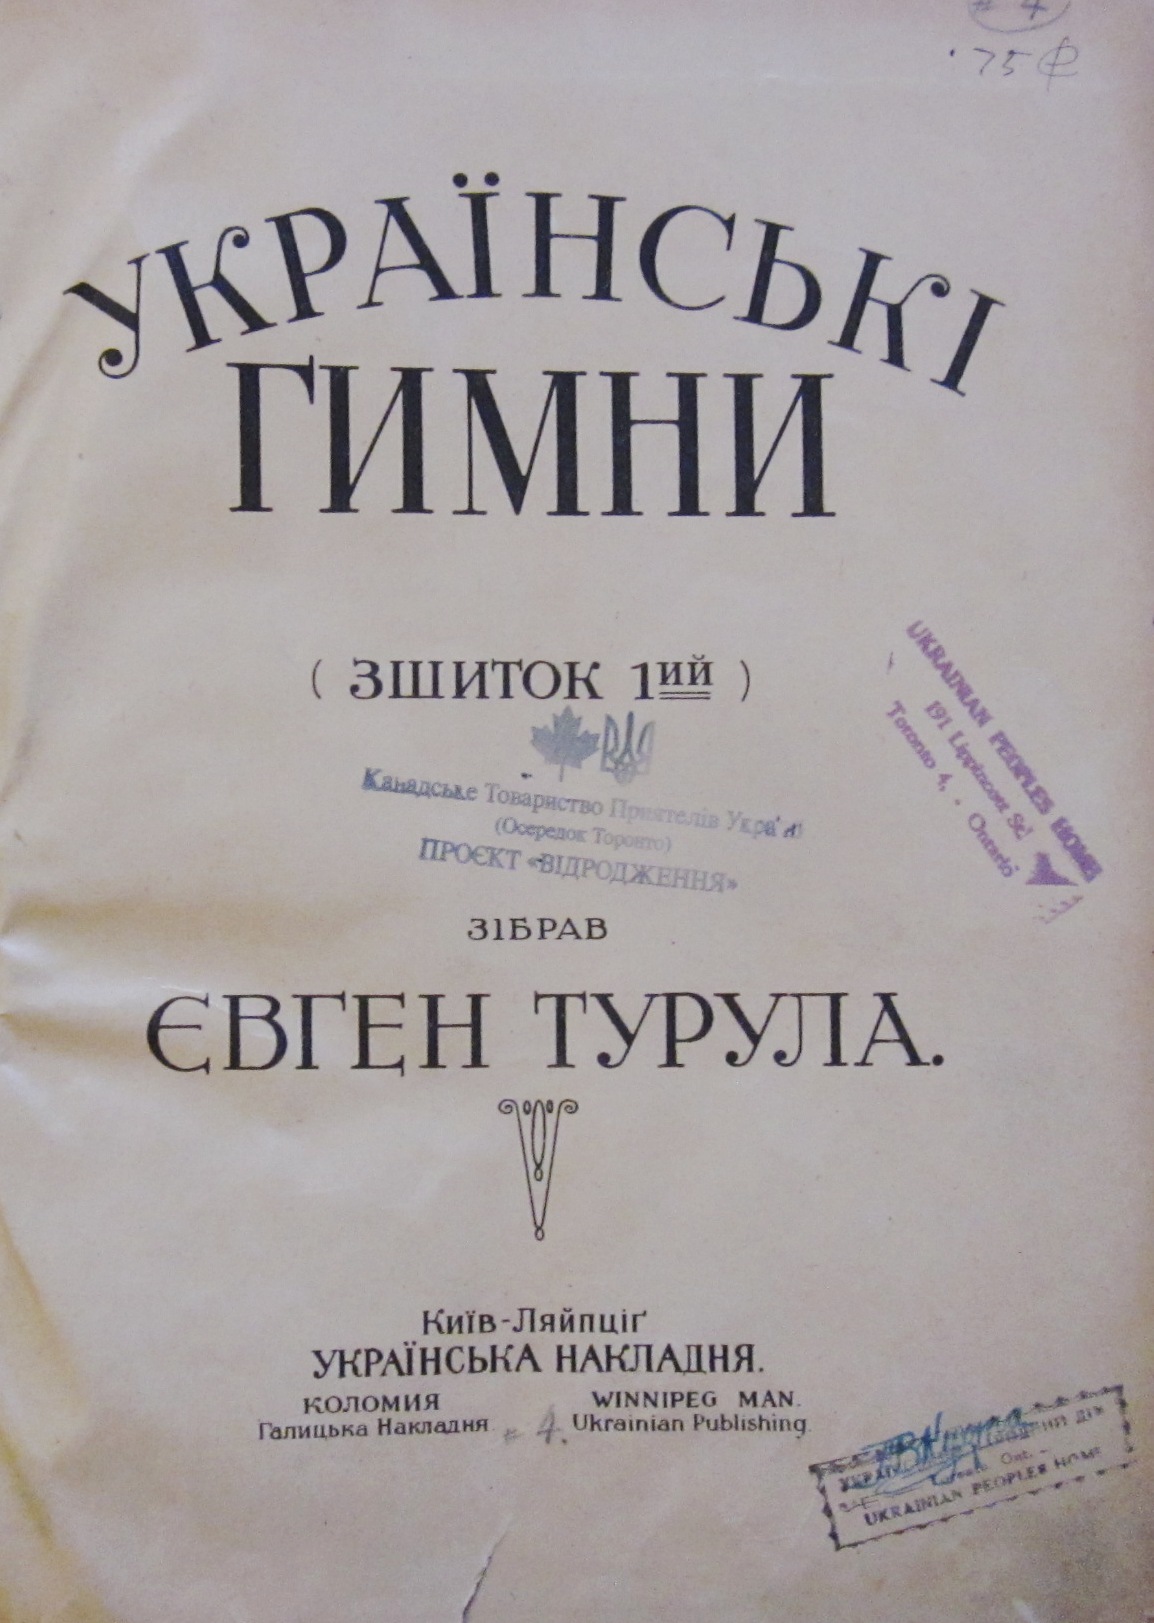 # 4
.75¢
УКРАЇНСЬКІ
ГИМНИ
( ЗШИТОК 1ИЙ )
UKRAINIAN PEOPLES HOME
191 Lippincott St.
Toronto 4, - Ontario
Канадське Товариство Приятелів
(Осередок Торонто)
ПРОЄКТ «ВІДРОДЖЕННЯ»
ЗІБРАВ
ЄВГЕН ТУРУЛА.
Київ-Ляйпціґ
УКРАЇНСЬКА НАКЛАДНЯ.
КОЛОМИЯ WINNIPEG MAN.
Галицька Накладня # 4. Ukrainian Publishing.
ДІМ
Ont.
UKRAINIAN PEOPLES HOME